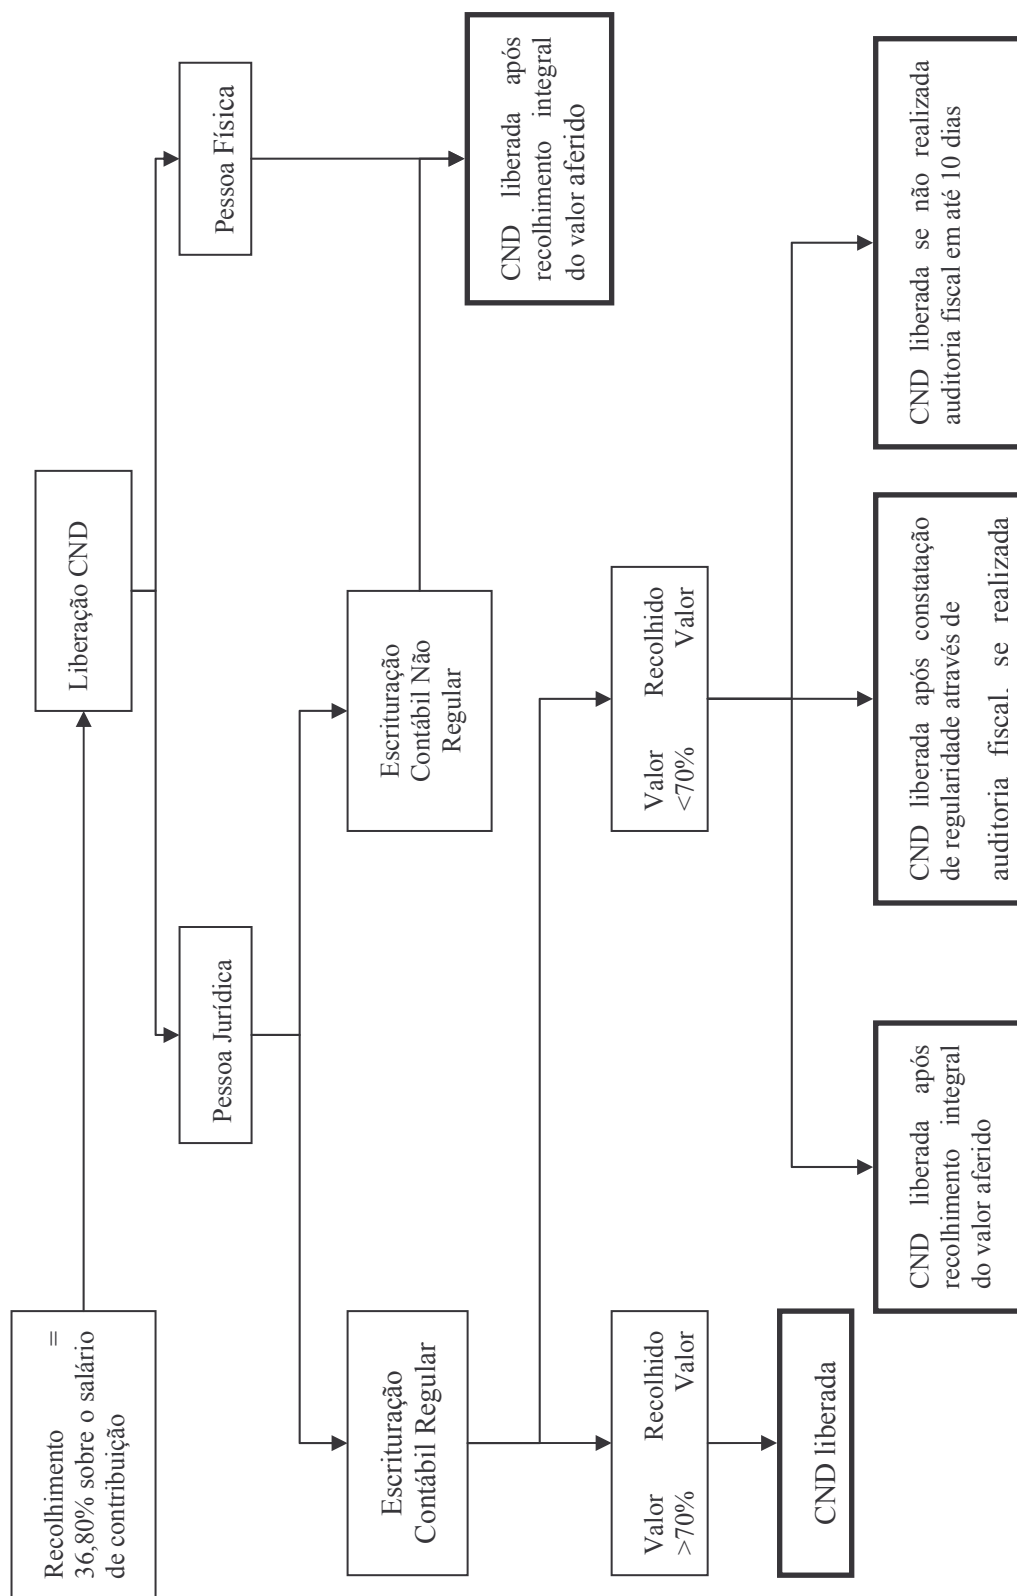 Recolhimento =
36,80% sobre o salário
de contribuição
Liberação CND
Pessoa Jurídica
Pessoa Física
Escrituração
Contábil Regular
Escrituração
Contábil Não
Regular
CND liberada após
recolhimento integral
do valor aferido
Valor Recolhido
>70% Valor
Valor Recolhido
<70% Valor
CND liberada
CND liberada após
recolhimento integral
do valor aferido
CND liberada após constatação
de regularidade através de
auditoria fiscal. se realizada
CND liberada se não realizada
auditoria fiscal em até 10 dias